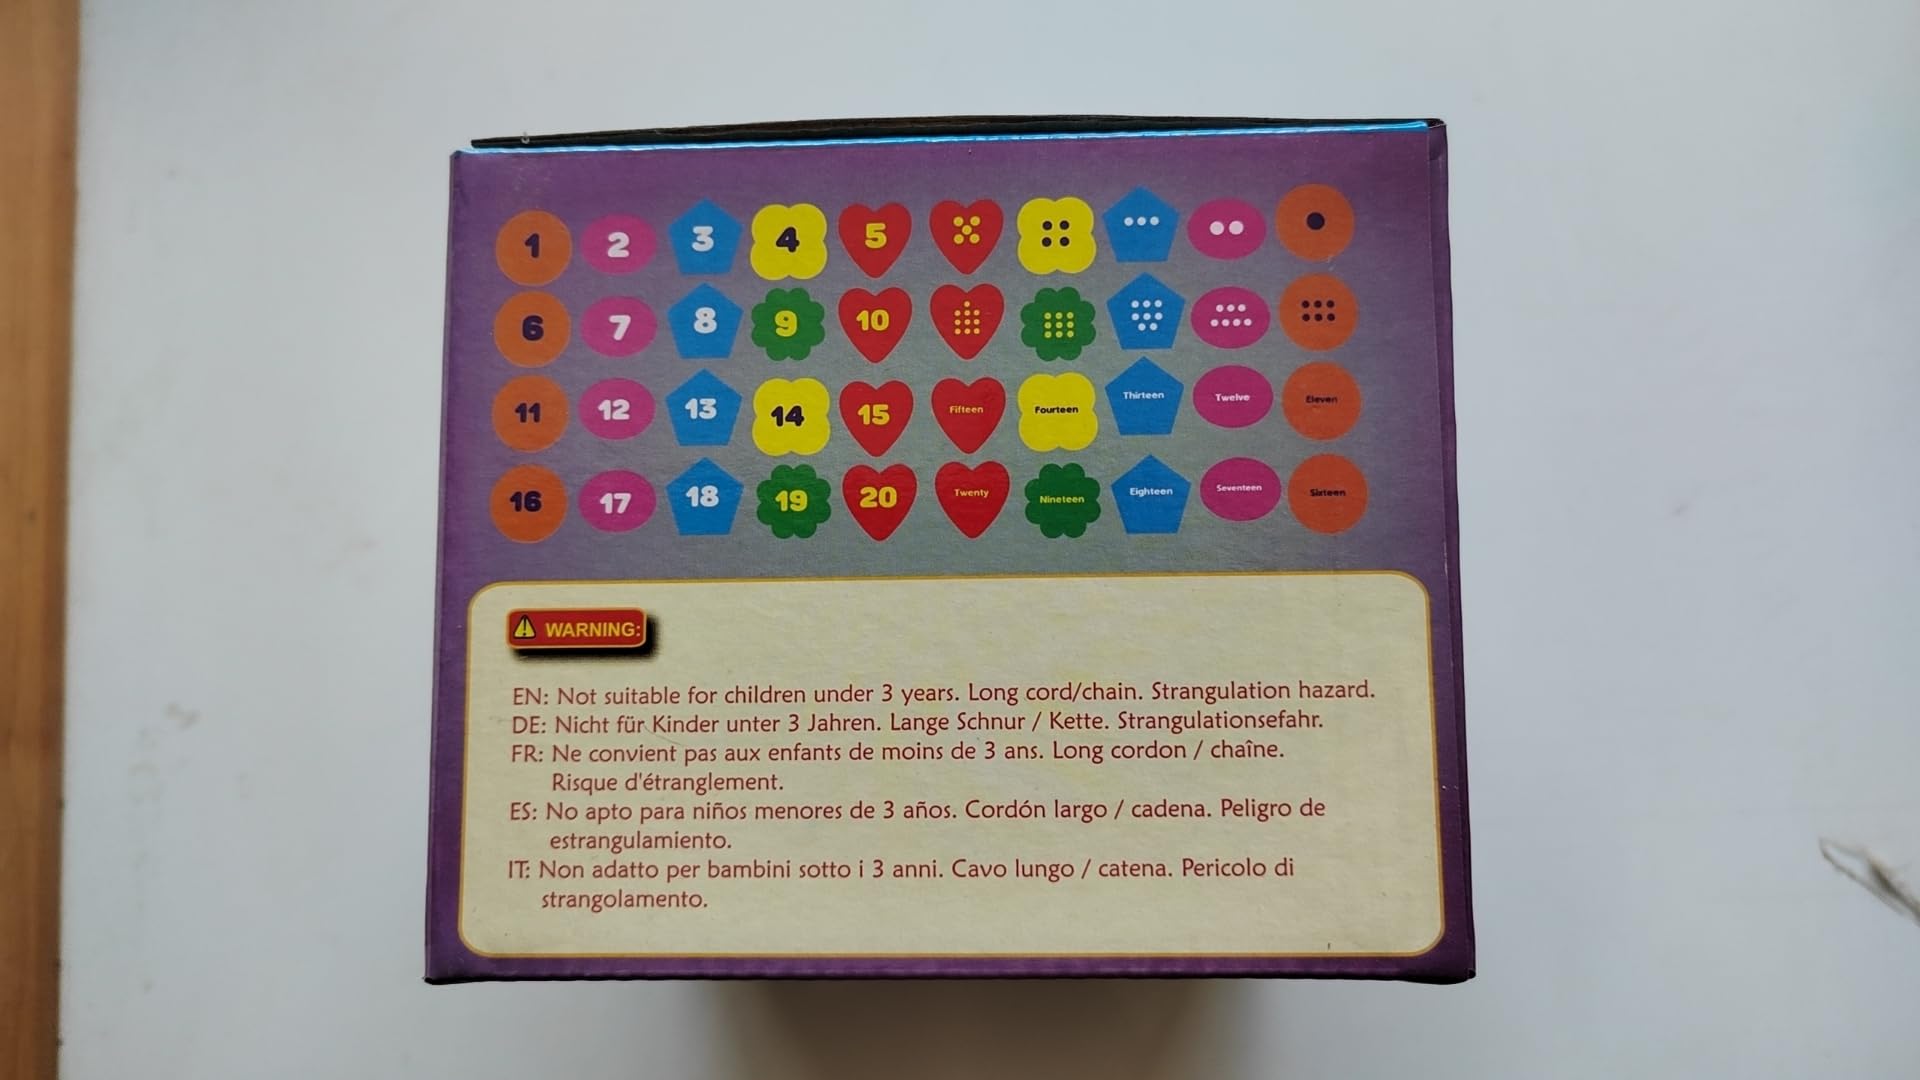 1 2 3 4 5
6 7 8 9 10
11 12 13 14 15 Fifteen Fourteen Thirteen Twelve Eleven
16 17 18 19 20 Twenty Nineteen Eighteen Seventeen Sixteen
WARNING:
EN: Not suitable for children under 3 years. Long cord/chain. Strangulation hazard.
DE: Nicht für Kinder unter 3 Jahren. Lange Schnur / Kette. Strangulationsefahr.
FR: Ne convient pas aux enfants de moins de 3 ans. Long cordon / chaîne.
Risque d'étranglement.
ES: No apto para niños menores de 3 años. Cordón largo / cadena. Peligro de
estrangulamiento.
IT: Non adatto per bambini sotto i 3 anni. Cavo lungo / catena. Pericolo di
strangolamento.